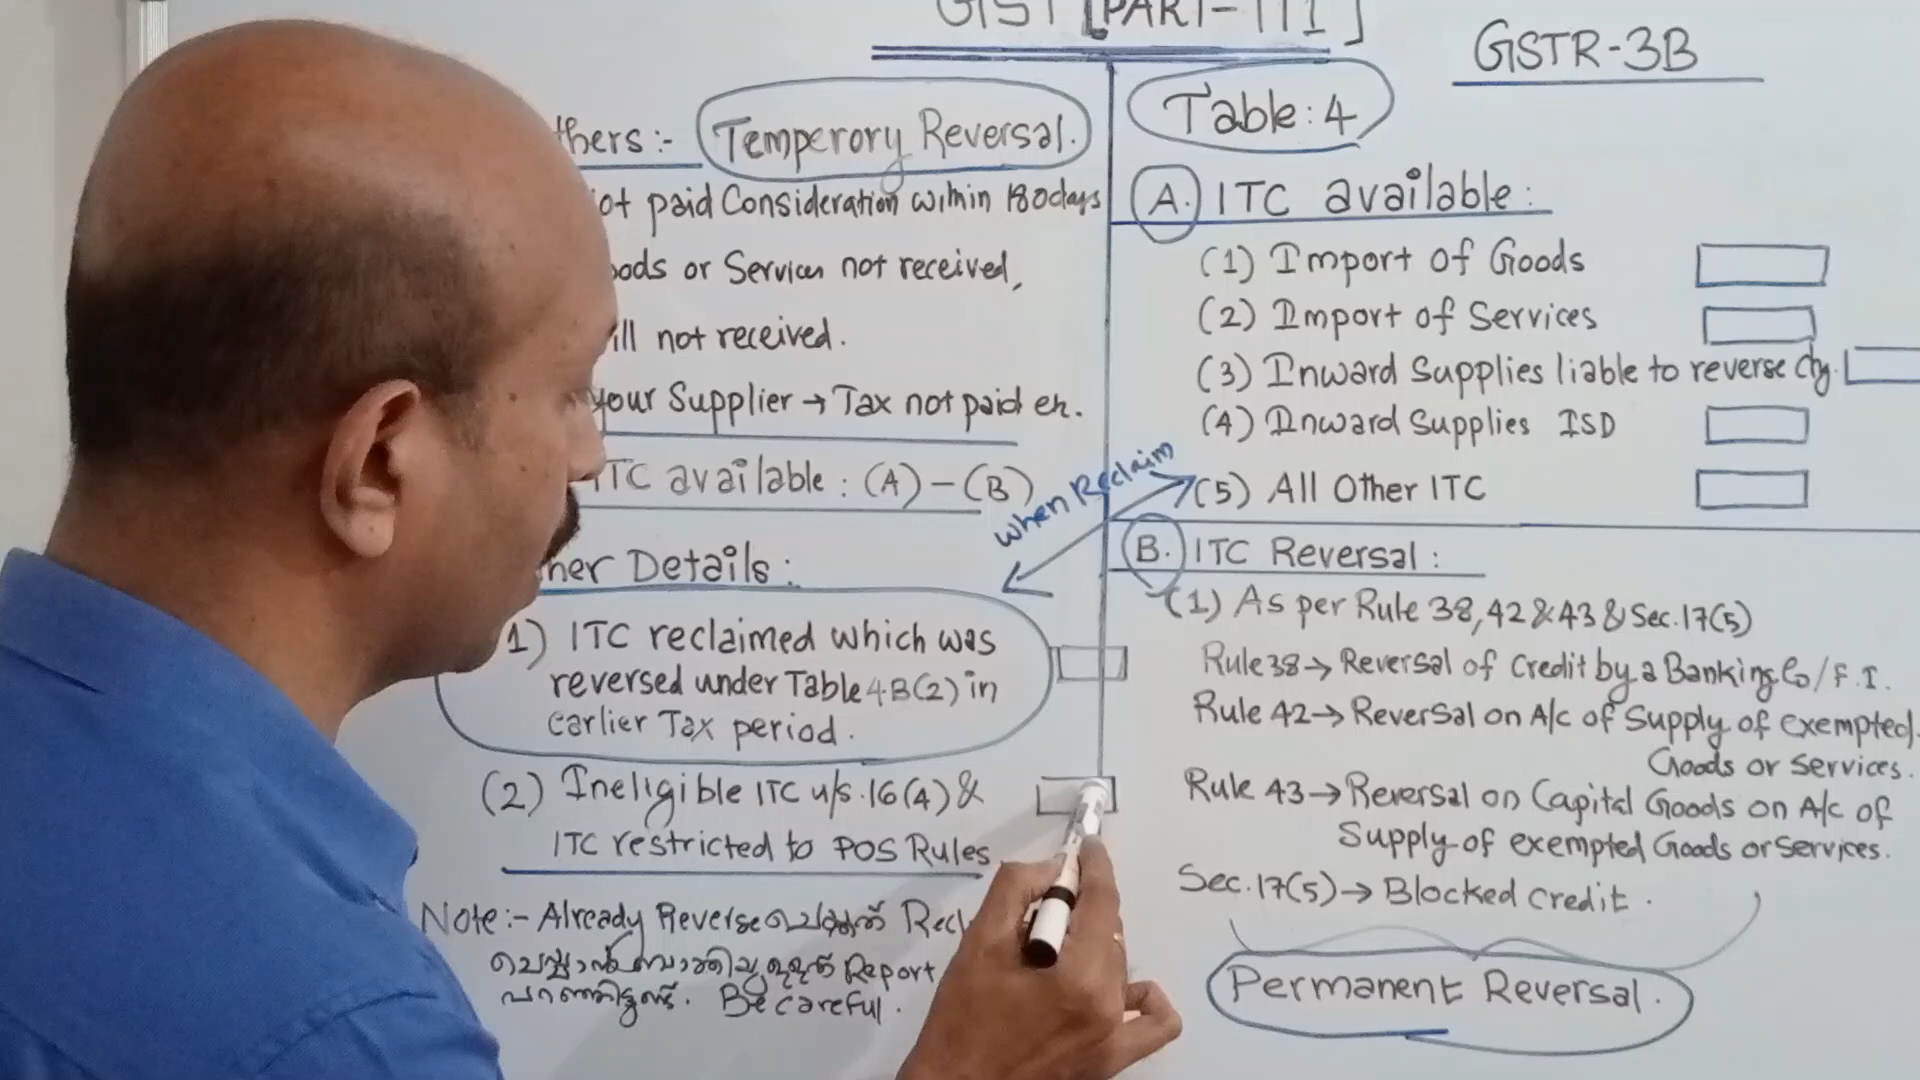 GST [PART-III]
GSTR-3B
thers :- Temperory Reversal.
ot paid Consideration within 180days
oods or Services not received,
ill not received.
your Supplier → Tax not paid
ITC available : (A) - (B)
her Details :
1) ITC reclaimed which was
reversed under Table 4B(2) in
earlier Tax period.
(2) Ineligible ITC u/s. 16(4) &
ITC restricted to POS Rules
Note:- Already Reverse ചെയ്തത് Recl
Report
പറഞ്ഞിട്ടുണ്ട്. Be careful.
when Reclaim
Table : 4
A. ITC available :
(1) Import of Goods
(2) Import of Services
(3) Inward Supplies liable to reverse chg.
(4) Inward Supplies ISD
(5) All Other ITC
B. ITC Reversal :
(1) As per Rule 38, 42 & 43 & Sec. 17(5)
Rule 38 → Reversal of Credit by a Banking Co/F.I.
Rule 42 → Reversal on A/c of Supply of exempted
Goods or Services.
Rule 43 → Reversal on Capital Goods on A/c of
Supply of exempted Goods or Services.
Sec. 17(5) → Blocked Credit.
Permanent Reversal.